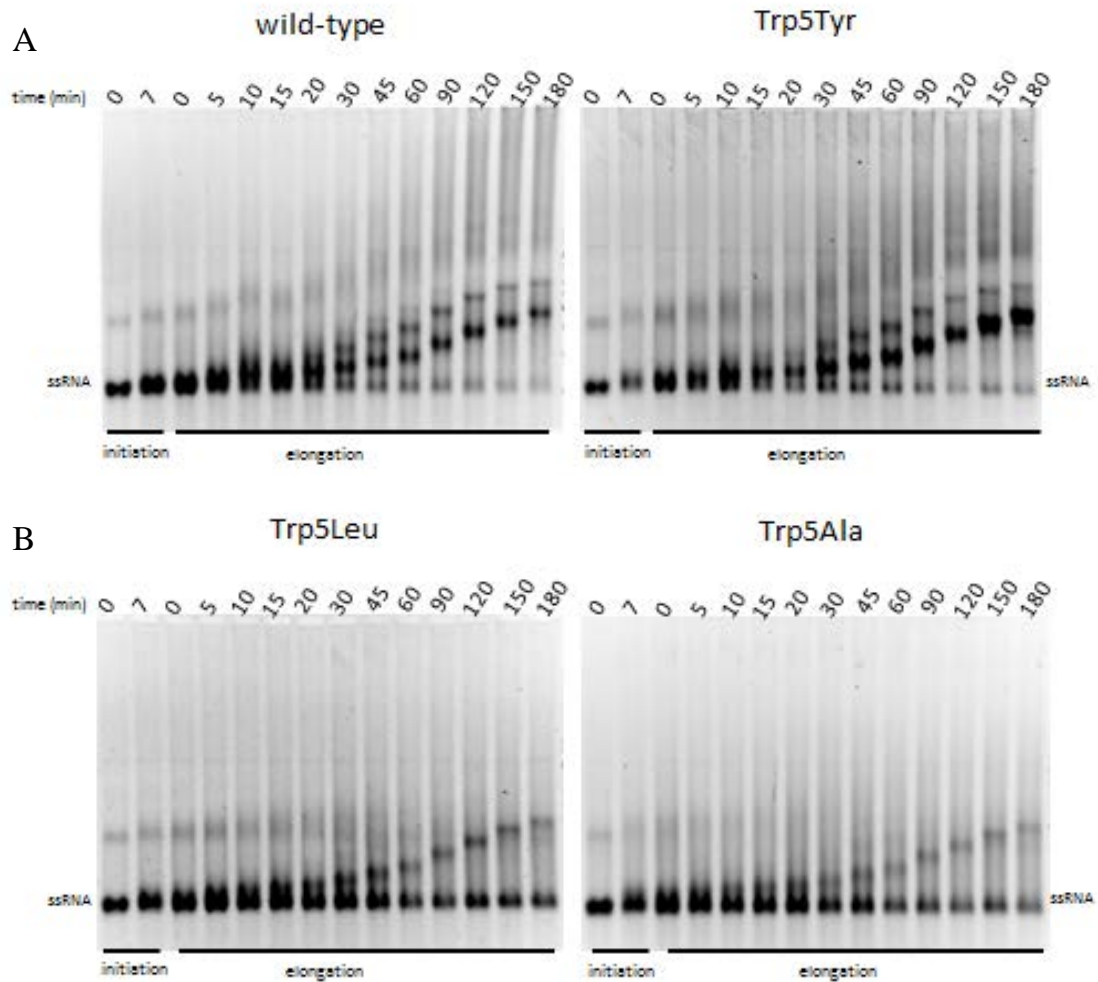 A
wild-type
Trp5Tyr
time (min) 0 7 0 5 10 15 20 30 45 60 90 120 150 180
0 7 0 5 10 15 20 30 45 60 90 120 150 180
ssRNA
ssRNA
initiation elongation
initiation elongation
B
Trp5Leu
Trp5Ala
time (min) 0 7 0 5 10 15 20 30 45 60 90 120 150 180
0 7 0 5 10 15 20 30 45 60 90 120 150 180
ssRNA
ssRNA
initiation elongation
initiation elongation